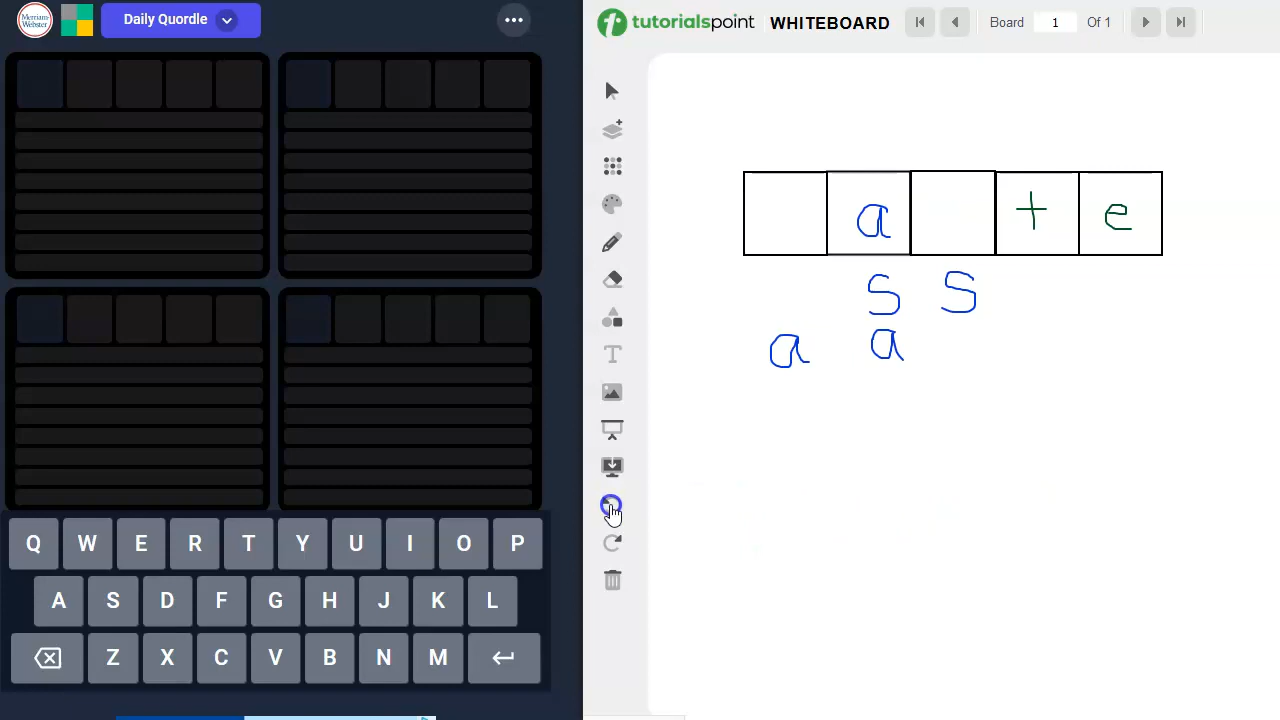 Merriam-Webster
Daily Quordle
tutorialspoint WHITEBOARD
Board 1 Of 1
a t e
S S
a a
Q W E R T Y U I O P
A S D F G H J K L
Z X C V B N M